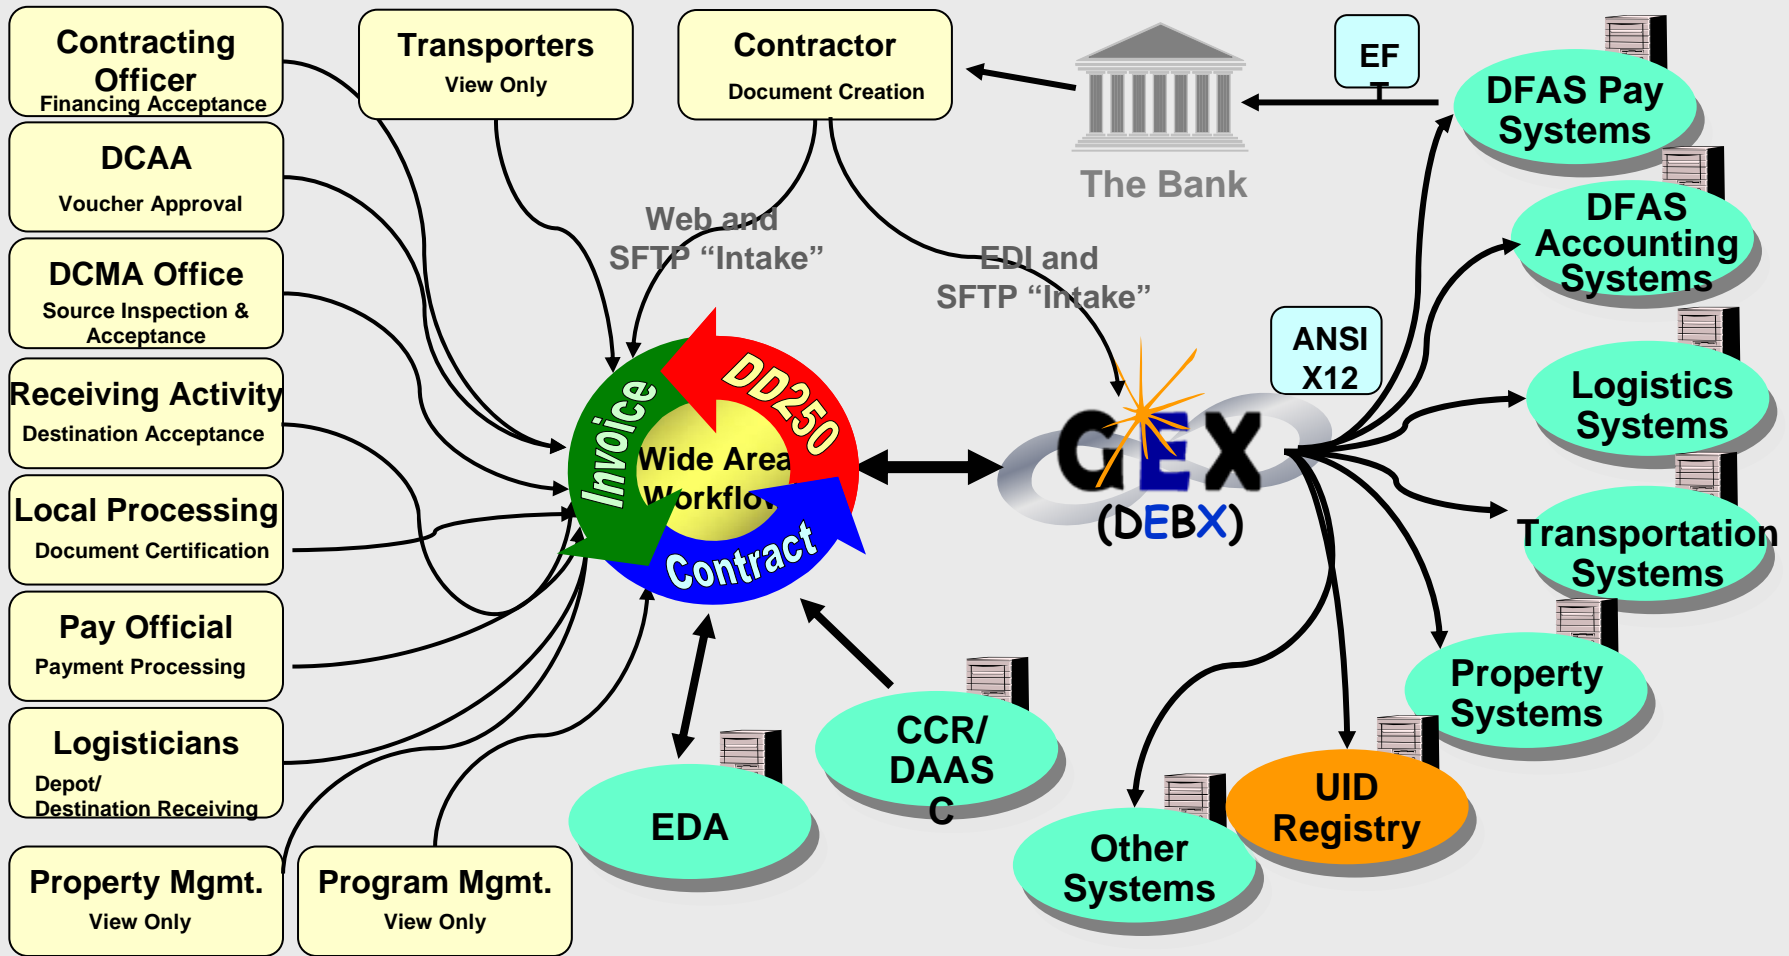 Contracting
Officer
Financing Acceptance
DCAA
Voucher Approval
DCMA Office
Source Inspection &
Acceptance
Receiving Activity
Destination Acceptance
Local Processing
Document Certification
Pay Official
Payment Processing
Logisticians
Depot/
Destination Receiving
Property Mgmt.
View Only
Program Mgmt.
View Only
Transporters
View Only
Contractor
Document Creation
Web and
SFTP “Intake”
EDI and
SFTP “Intake”
The Bank
EF
T
ANSI
X12
Invoice
DD250
Contract
Wide Area
Workflow
GEX
(DEBX)
EDA
CCR/
DAAS
C
DFAS Pay
Systems
DFAS
Accounting
Systems
Logistics
Systems
Transportation
Systems
Property
Systems
UID
Registry
Other
Systems